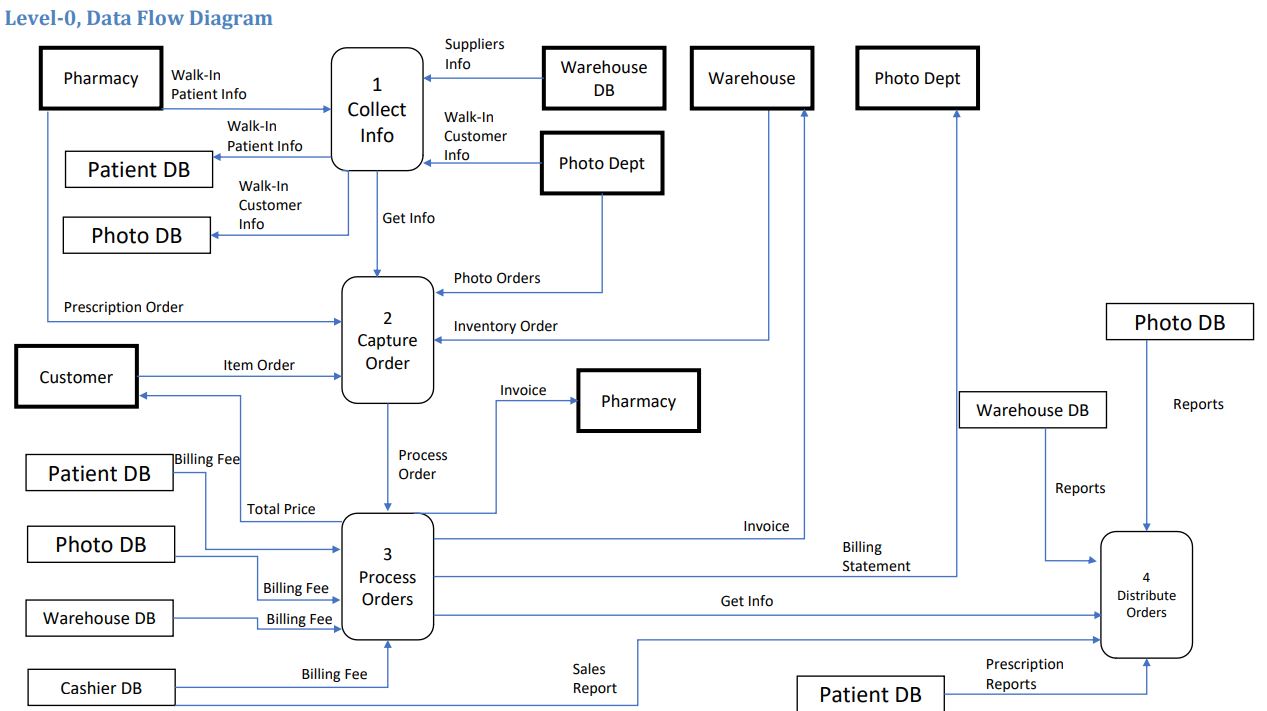 Level-0, Data Flow Diagram
Pharmacy
Walk-In
Patient Info
1
Collect
Info
Suppliers
Info
Warehouse
DB
Warehouse
Photo Dept
Walk-In
Patient Info
Patient DB
Walk-In
Customer
Info
Photo Dept
Walk-In
Customer
Info
Photo DB
Get Info
Photo Orders
Prescription Order
2
Capture
Order
Inventory Order
Photo DB
Customer
Item Order
Invoice
Pharmacy
Warehouse DB
Reports
Patient DB
Billing Fee
Process
Order
Reports
Total Price
Photo DB
3
Process
Orders
Invoice
Billing
Statement
4
Distribute
Orders
Billing Fee
Get Info
Warehouse DB
Billing Fee
Cashier DB
Billing Fee
Sales
Report
Prescription
Reports
Patient DB